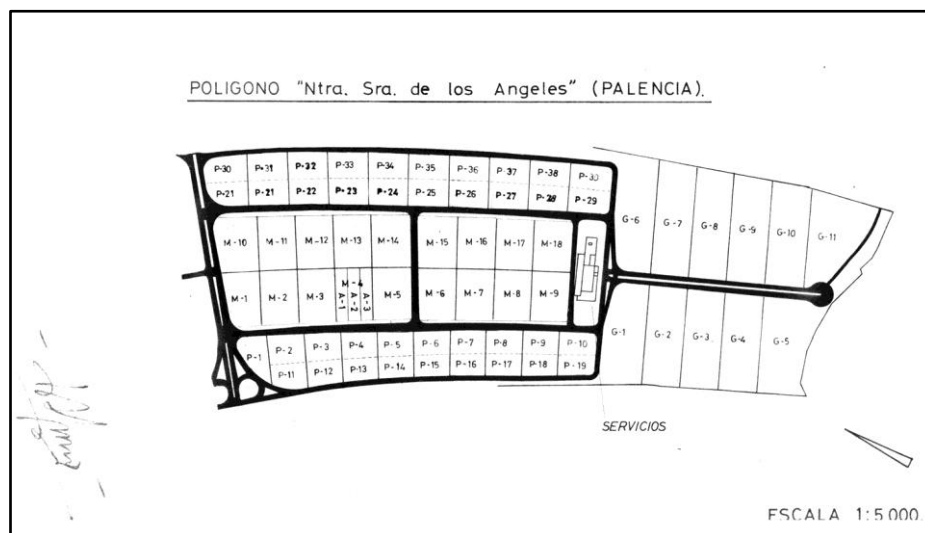 POLIGONO "Ntra. Sra. de los Angeles" (PALENCIA).
P-30 P-31 P-32 P-33 P-34 P-35 P-36 P-37 P-38 P-30
P-21 P-21 P-22 P-23 P-24 P-25 P-26 P-27 P-28 P-29
G-6 G-7 G-8 G-9 G-10 G-11
M-10 M-11 M-12 M-13 M-14 M-15 M-16 M-17 M-18
M-1 M-2 M-3 M-4 M-5 M-6 M-7 M-8 M-9
A-1 A-2 A-3
G-1 G-2 G-3 G-4 G-5
P-1 P-2 P-3 P-4 P-5 P-6 P-7 P-8 P-9 P-10
P-11 P-12 P-13 P-14 P-15 P-16 P-17 P-18 P-19
SERVICIOS
ESCALA 1:5000.